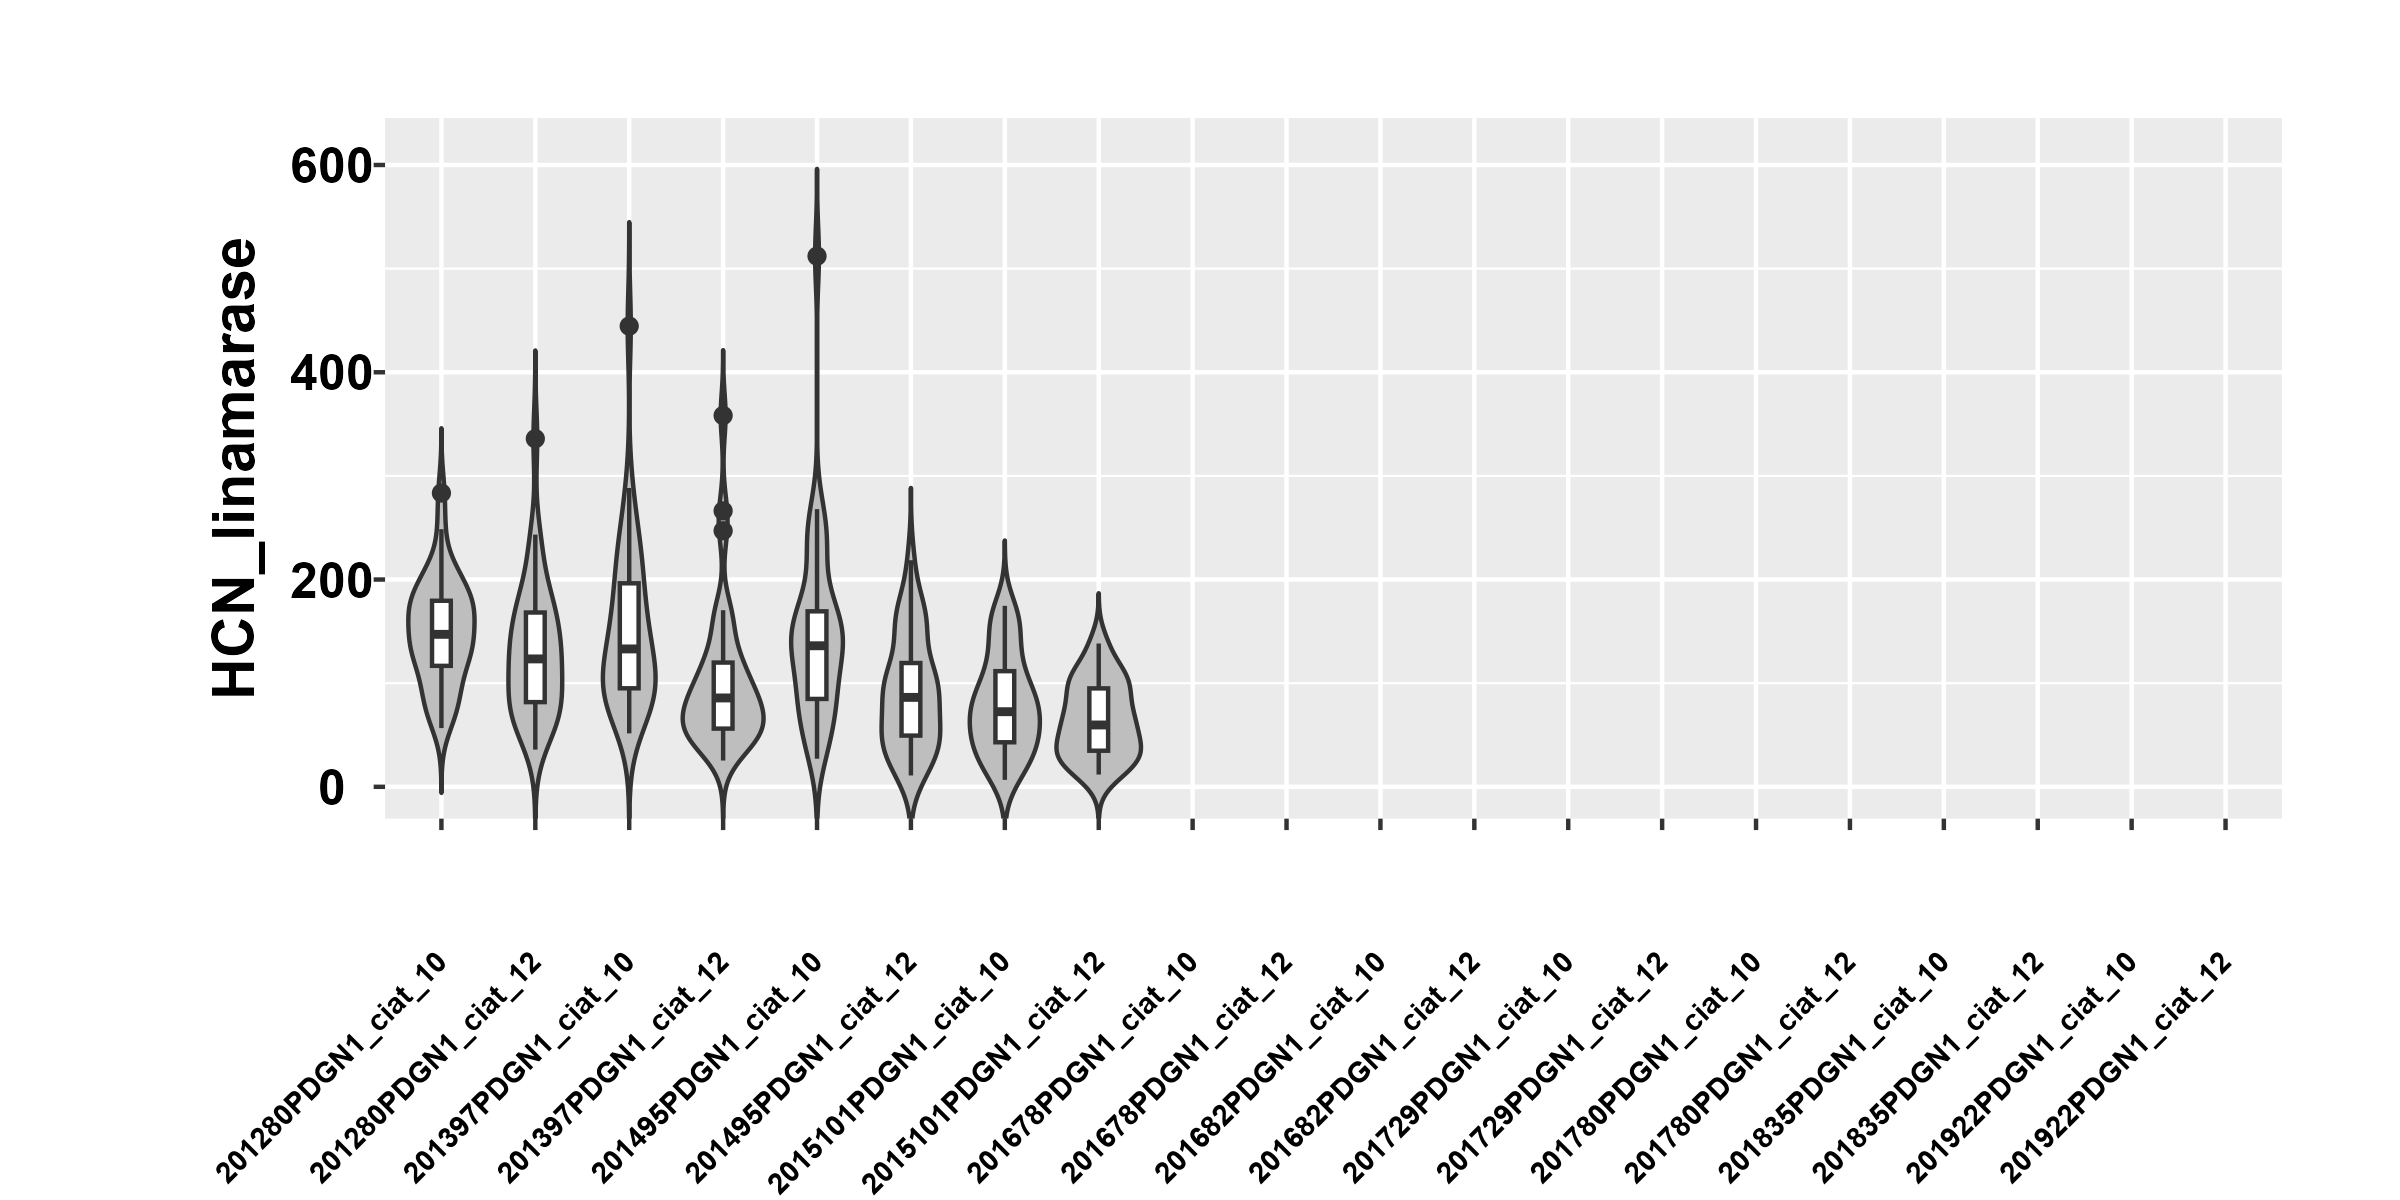 HCN_linamarase
600
400
200
0
201280PDGN1_ciat_10
201280PDGN1_ciat_12
201397PDGN1_ciat_10
201397PDGN1_ciat_12
201495PDGN1_ciat_10
201495PDGN1_ciat_12
2015101PDGN1_ciat_10
2015101PDGN1_ciat_12
201678PDGN1_ciat_10
201678PDGN1_ciat_12
201682PDGN1_ciat_10
201682PDGN1_ciat_12
201729PDGN1_ciat_10
201729PDGN1_ciat_12
201780PDGN1_ciat_10
201780PDGN1_ciat_12
201835PDGN1_ciat_10
201835PDGN1_ciat_12
201922PDGN1_ciat_10
201922PDGN1_ciat_12